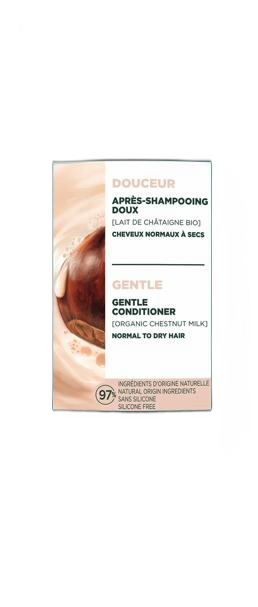 DOUCEUR
APRÈS-SHAMPOOING
DOUX
[LAIT DE CHÂTAIGNE BIO]
CHEVEUX NORMAUX À SECS
GENTLE
GENTLE
CONDITIONER
[ORGANIC CHESTNUT MILK]
NORMAL TO DRY HAIR
97%
INGRÉDIENTS D'ORIGINE NATURELLE
NATURAL ORIGIN INGREDIENTS
SANS SILICONE
SILICONE FREE